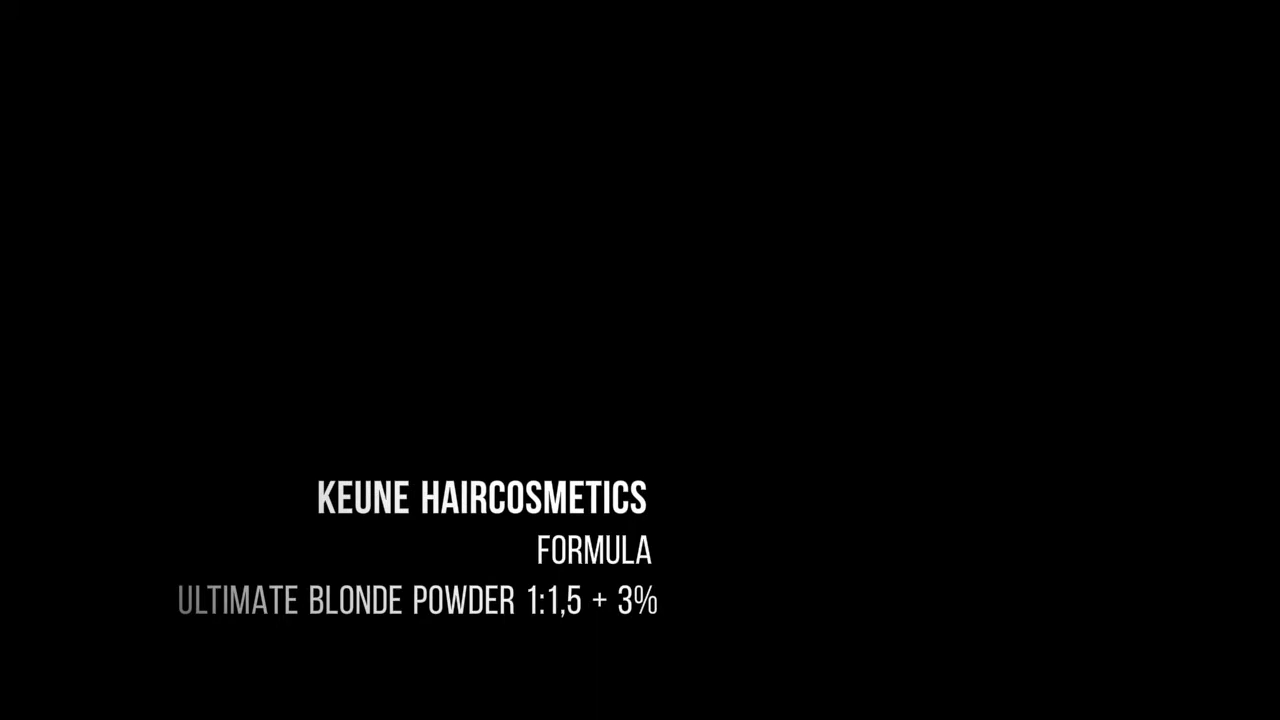 KEUNE HAIRCOSMETICS
FORMULA
ULTIMATE BLONDE POWDER 1:1,5 + 3%